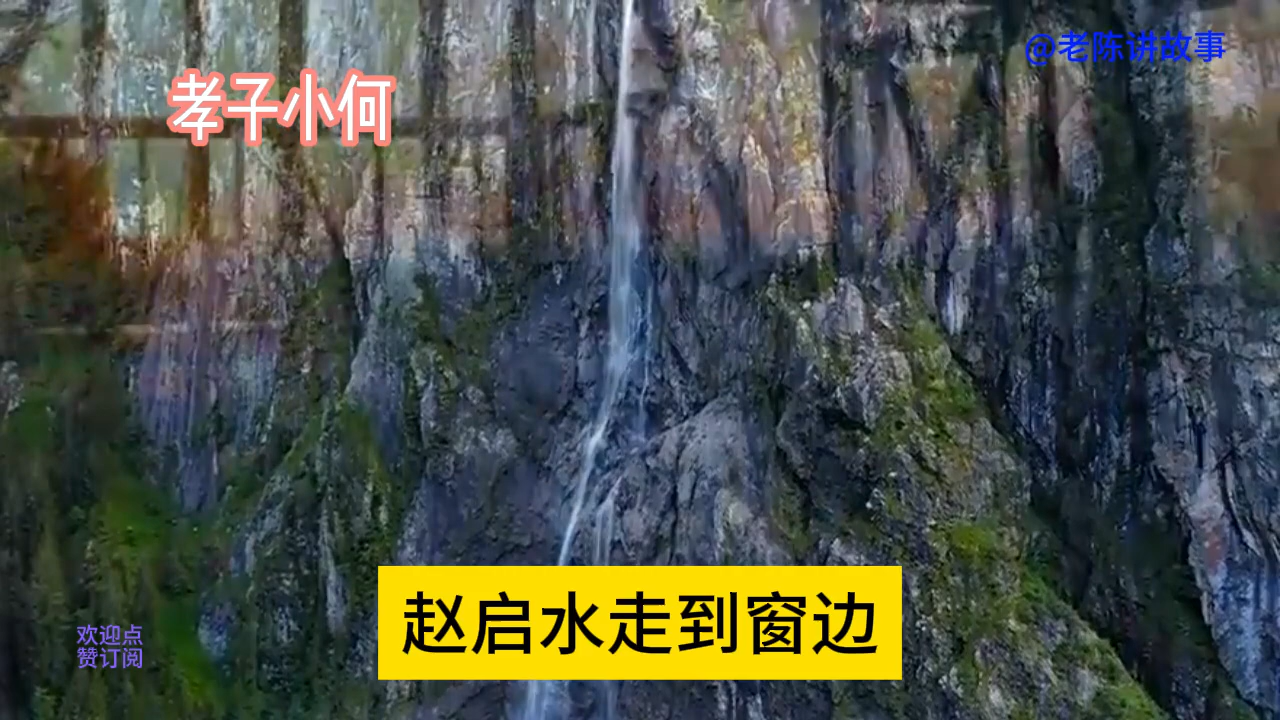 @老陈讲故事
孝子小何
赵启水走到窗边
欢迎点
赞订阅